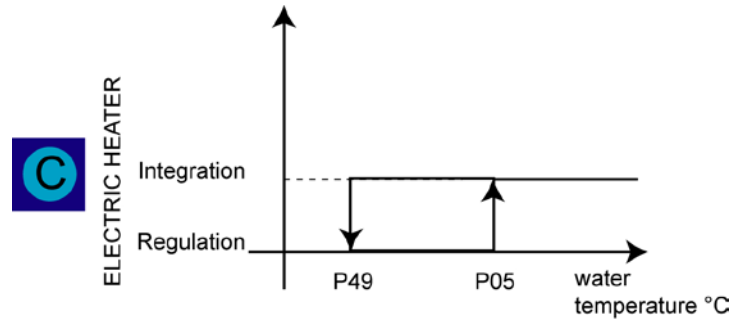 C
ELECTRIC HEATER
Integration
Regulation
P49
P05
water
temperature °C